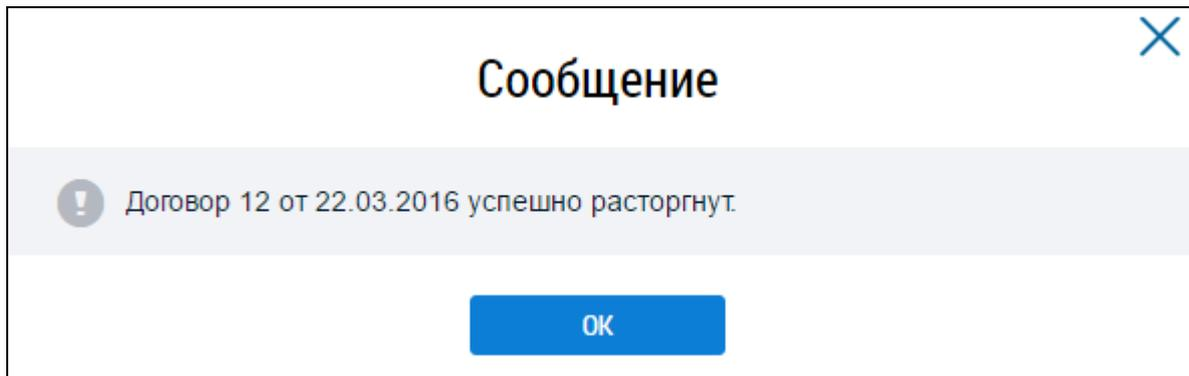 Сообщение
Договор 12 от 22.03.2016 успешно расторгнут.
ОК